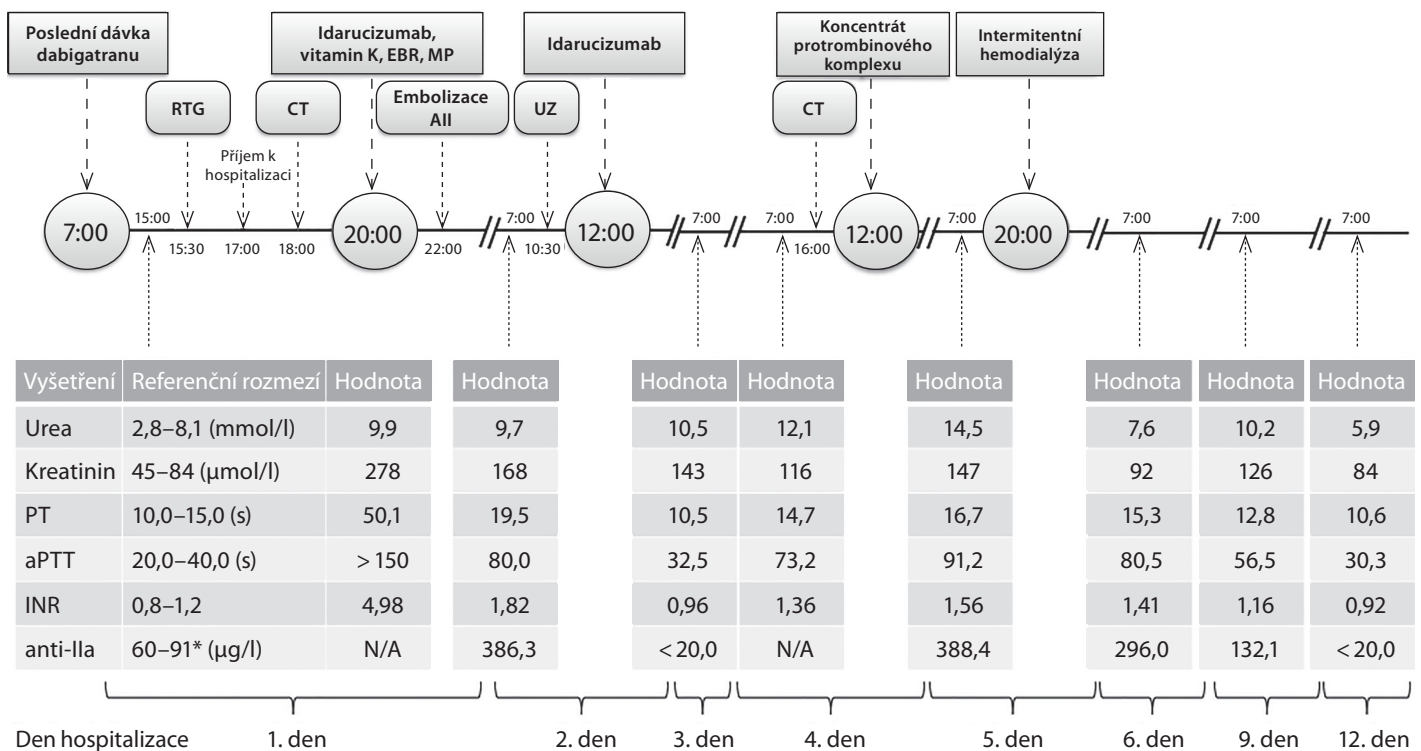 Poslední dávka
dabigatranu
Idarucizumab,
vitamin K, EBR, MP
Idarucizumab
Koncentrát
protrombinového
komplexu
Intermitentní
hemodialýza
RTG
CT
Embolizace
AII
UZ
CT
Příjem k
hospitalizaci
7:00
15:00
15:30
17:00
18:00
20:00
22:00
7:00
10:30
12:00
7:00
7:00
16:00
12:00
7:00
20:00
7:00
7:00
7:00
Vyšetření Referenční rozmezí Hodnota Hodnota Hodnota Hodnota Hodnota Hodnota Hodnota Hodnota
Urea 2,8–8,1 (mmol/l) 9,9 9,7 10,5 12,1 14,5 7,6 10,2 5,9
Kreatinin 45–84 (µmol/l) 278 168 143 116 147 92 126 84
PT 10,0–15,0 (s) 50,1 19,5 10,5 14,7 16,7 15,3 12,8 10,6
aPTT 20,0–40,0 (s) > 150 80,0 32,5 73,2 91,2 80,5 56,5 30,3
INR 0,8–1,2 4,98 1,82 0,96 1,36 1,56 1,41 1,16 0,92
anti-IIa 60–91* (µg/l) N/A 386,3 < 20,0 N/A 388,4 296,0 132,1 < 20,0
Den hospitalizace 1. den 2. den 3. den 4. den 5. den 6. den 9. den 12. den